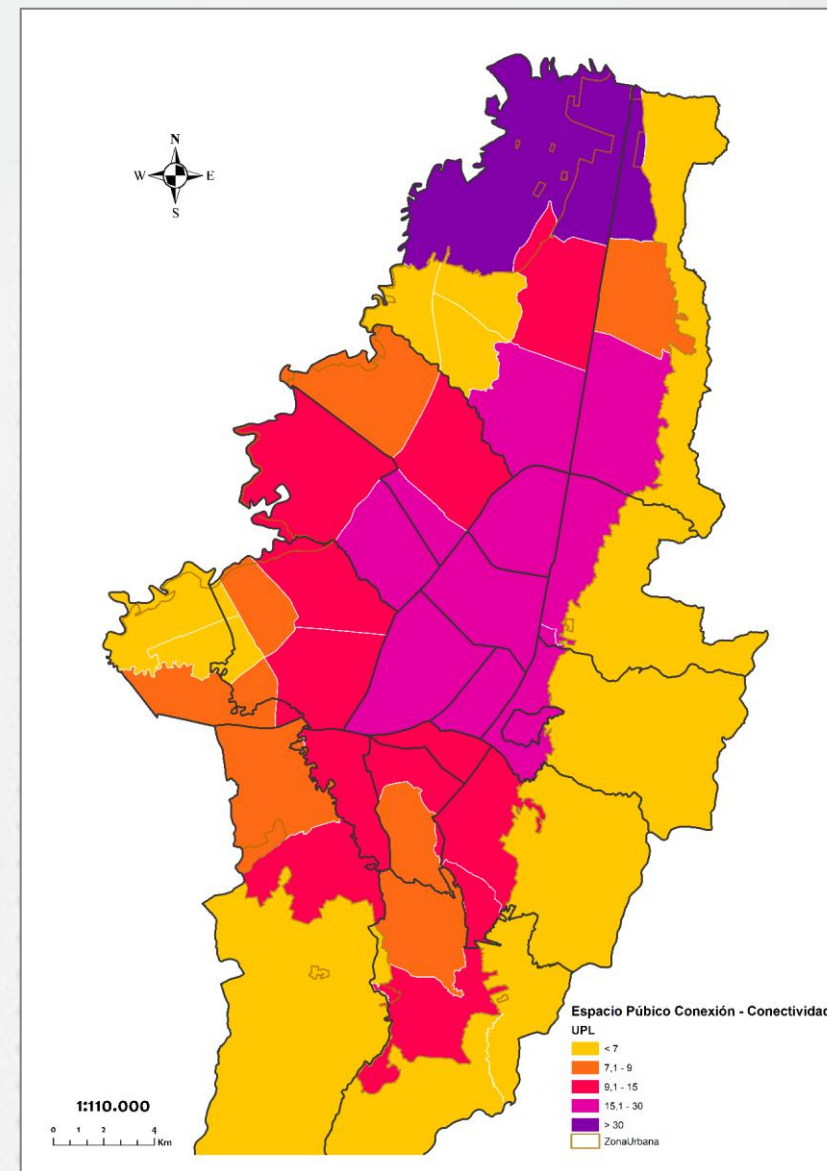 N
W E
S
Espacio Púbico Conexión - Conectividad
UPL
< 7
7,1 - 9
9,1 - 15
15,1 - 30
> 30
ZonaUrbana
1:110.000
0 1 2 4
Km